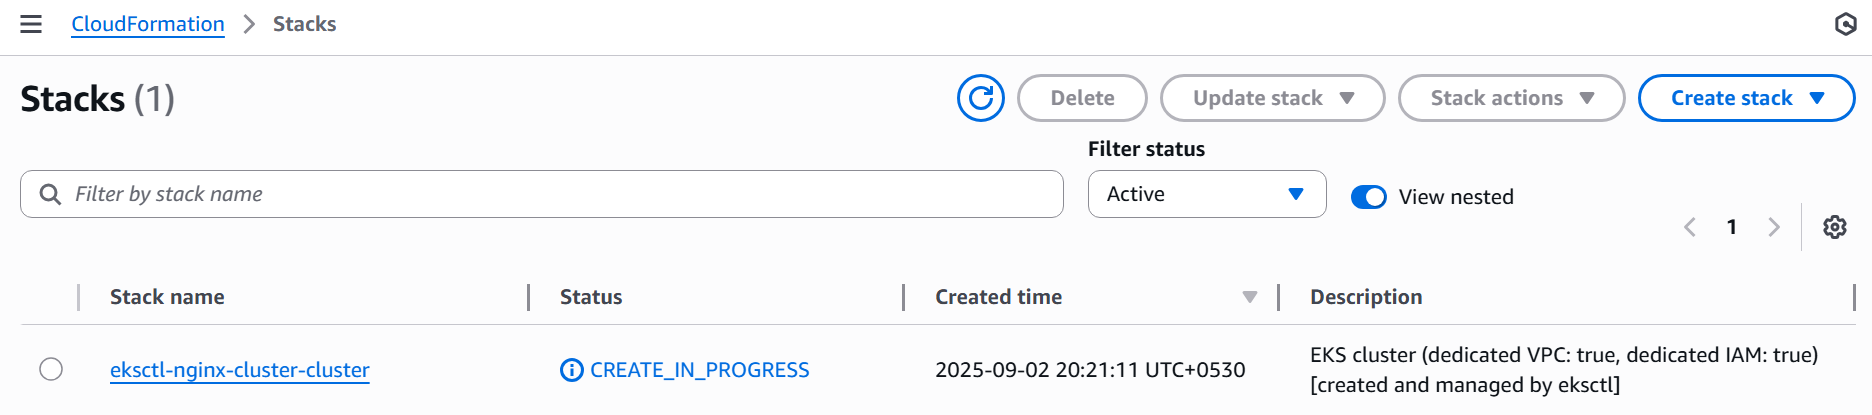 CloudFormation > Stacks
Stacks (1)
Delete
Update stack
Stack actions
Create stack
Filter by stack name
Filter status
Active
View nested
1
Stack name
Status
Created time
Description
eksctl-nginx-cluster-cluster
CREATE_IN_PROGRESS
2025-09-02 20:21:11 UTC+0530
EKS cluster (dedicated VPC: true, dedicated IAM: true)
[created and managed by eksctl]